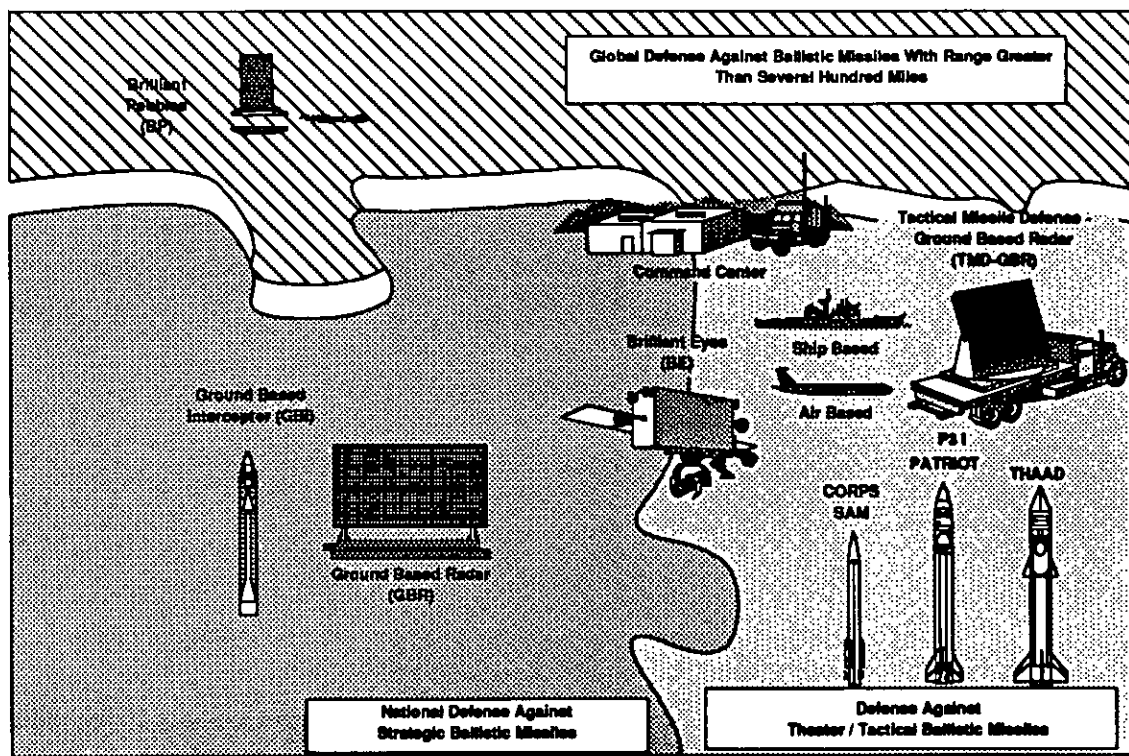 Global Defense Against Ballistic Missiles With Range Greater
Than Several Hundred Miles
Brilliant
Pebbles
(BP)
Command Center
Tactical Missile Defense -
Ground Based Radar
(TMD-GBR)
Brilliant Eyes
(BE)
Ship Based
Air Based
Ground Based
Interceptor (GBI)
Ground Based Radar
(GBR)
P3 I
PATRIOT
THAAD
CORPS
SAM
National Defense Against
Strategic Ballistic Missiles
Defense Against
Theater / Tactical Ballistic Missiles